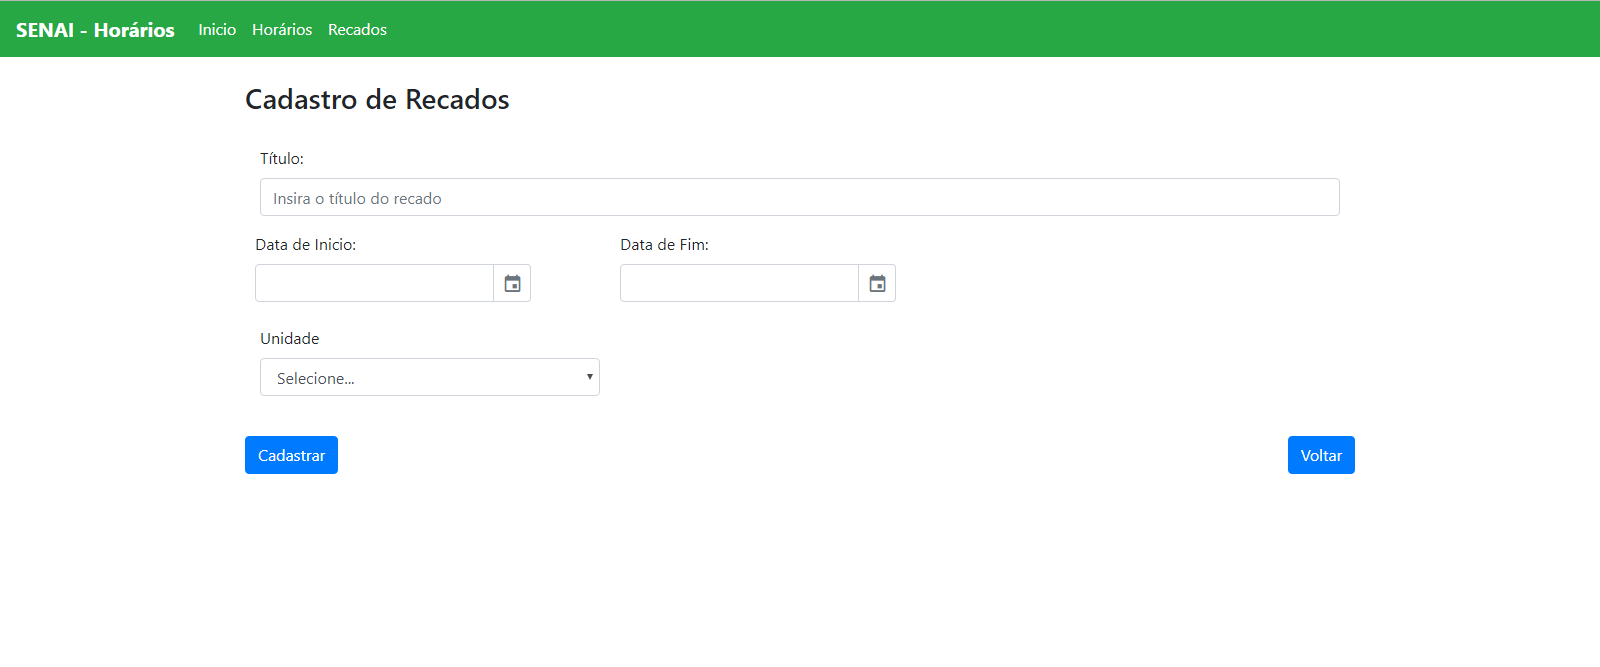 SENAI - Horários Inicio Horários Recados
Cadastro de Recados
Título:
Insira o título do recado
Data de Inicio: Data de Fim:
Unidade
Selecione...
Cadastrar Voltar